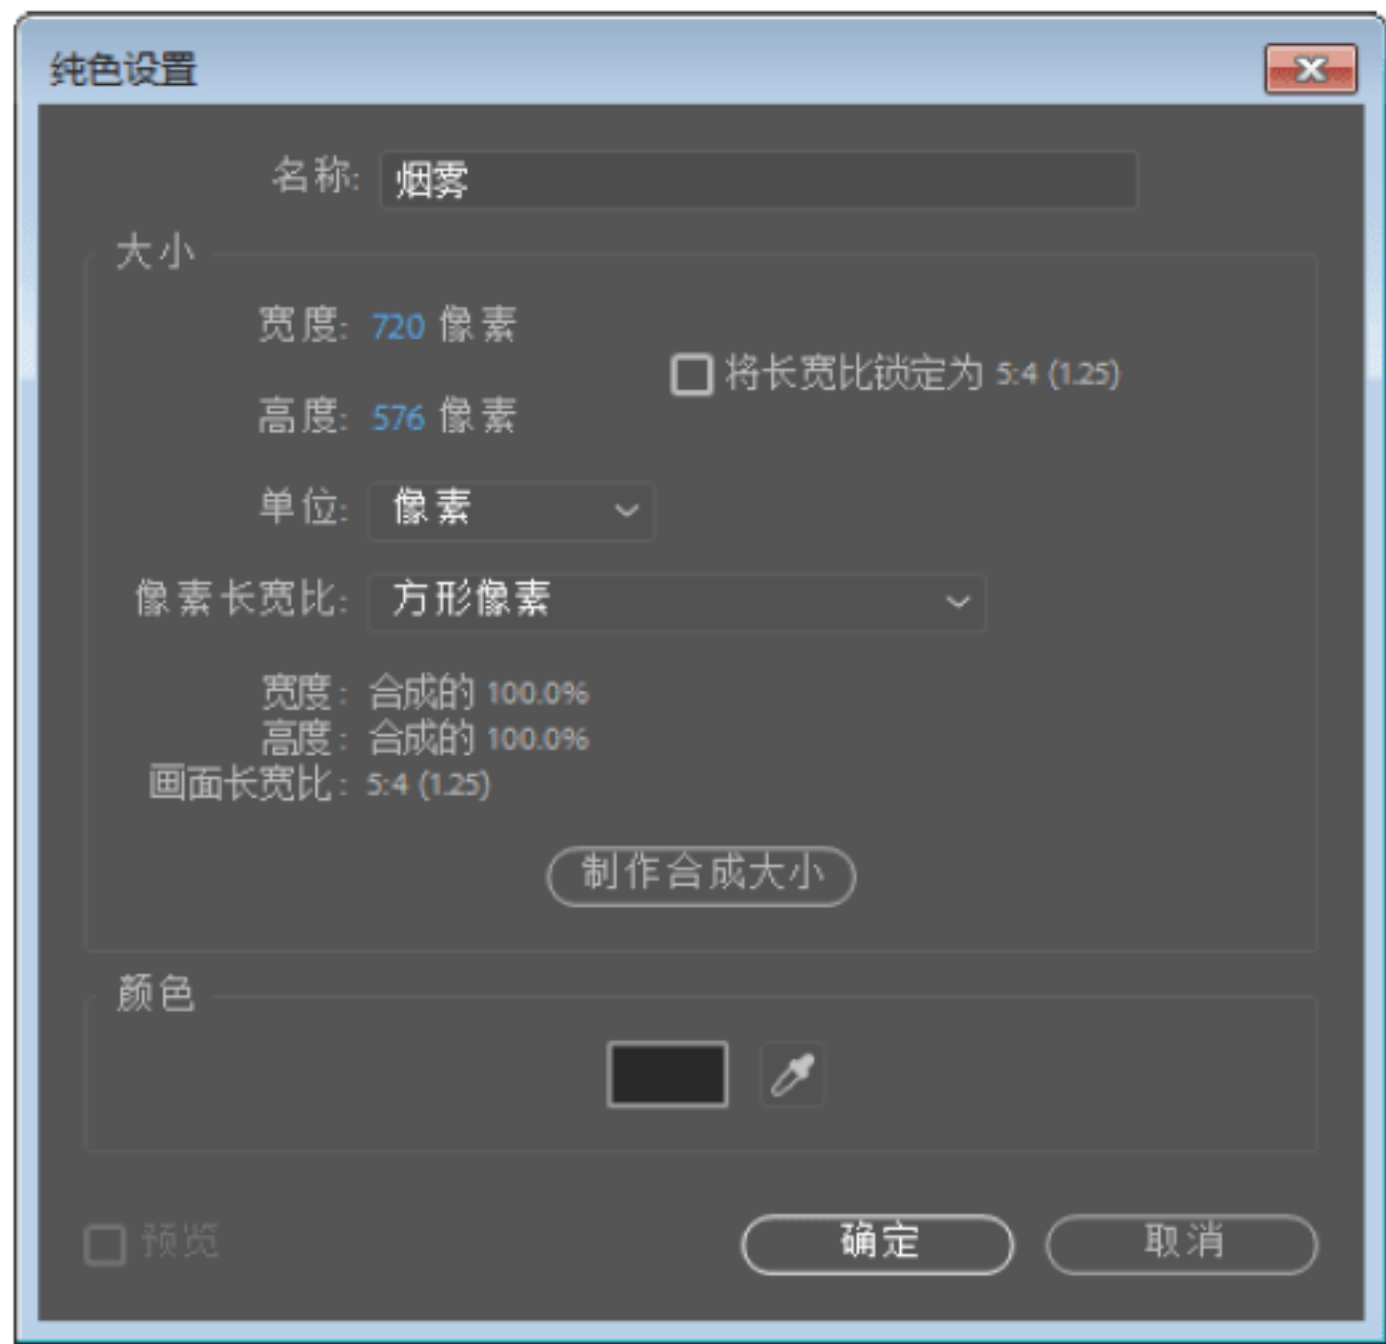 纯色设置
名称: 烟雾
大小
宽度: 720 像素
将长宽比锁定为 5:4 (1.25)
高度: 576 像素
单位: 像素
像素长宽比: 方形像素
宽度: 合成的 100.0%
高度: 合成的 100.0%
画面长宽比: 5:4 (1.25)
制作合成大小
颜色
预览 确定 取消